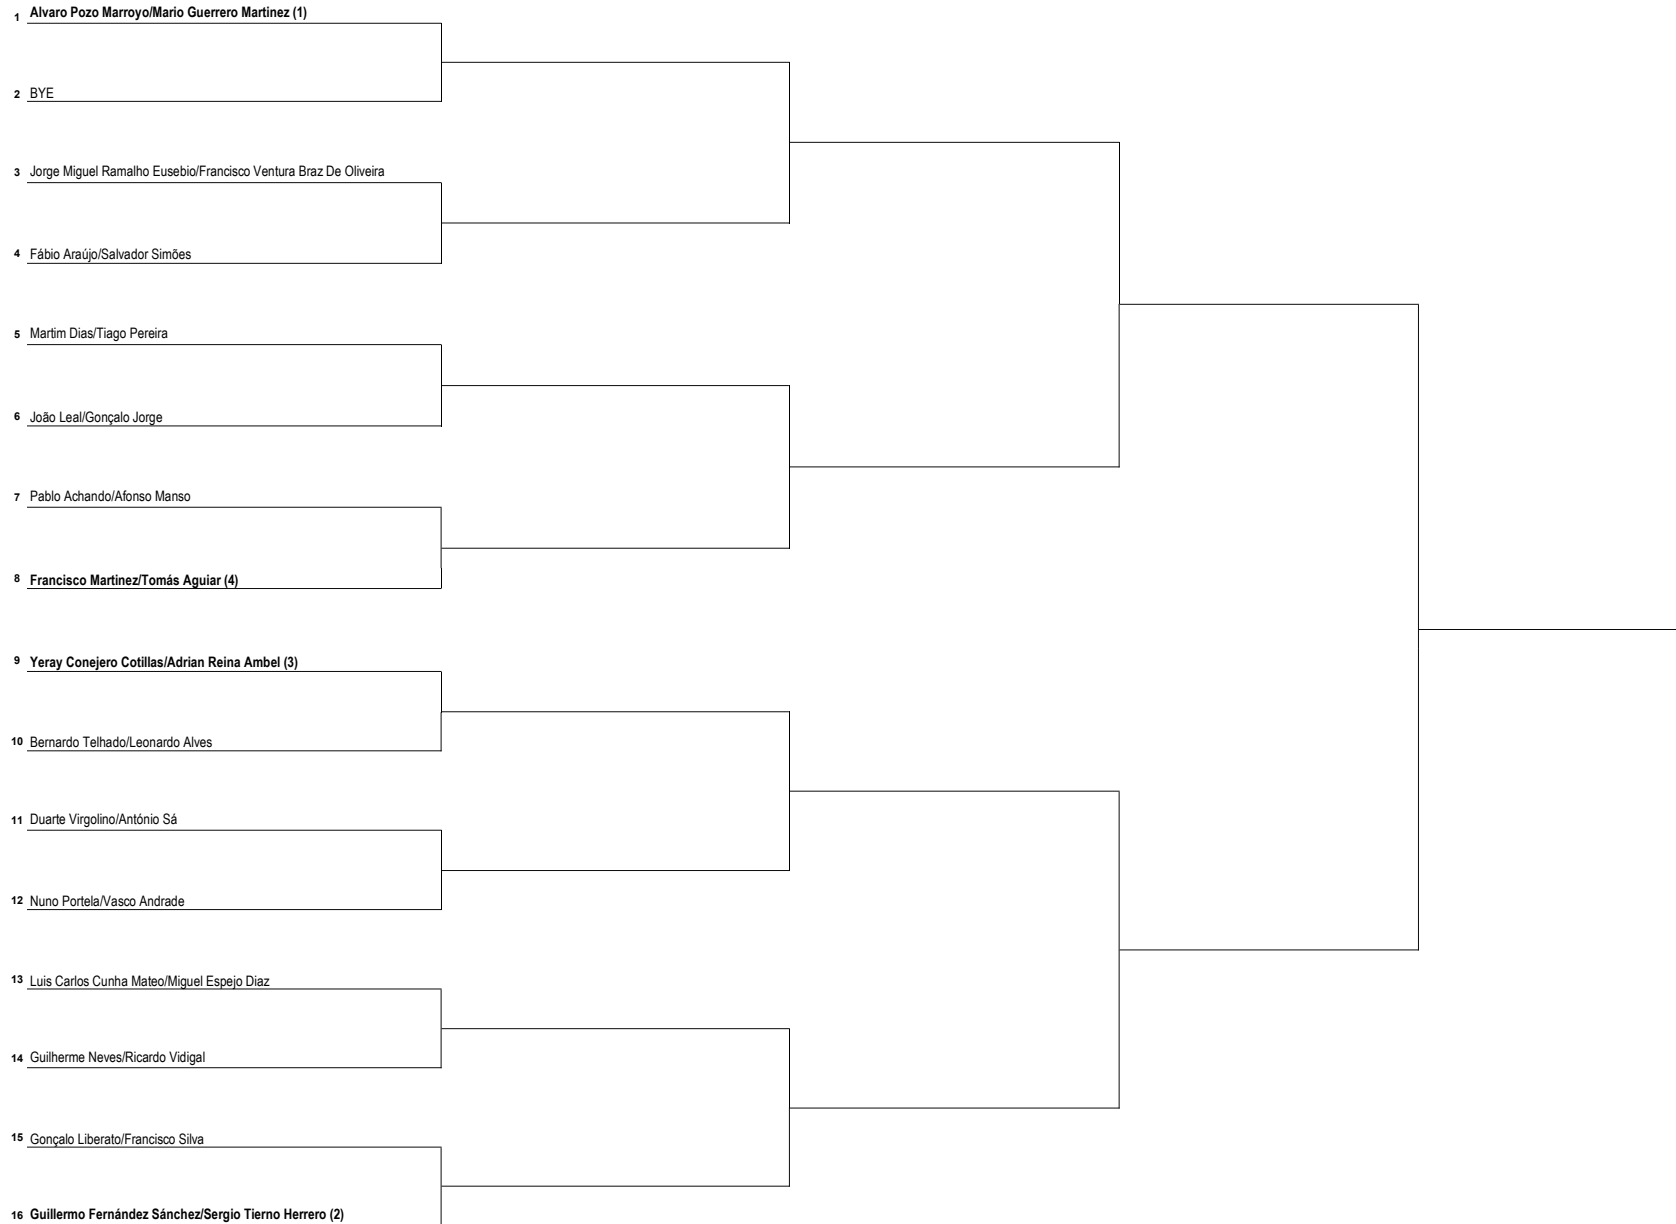 1 Alvaro Pozo Marroyo/Mario Guerrero Martinez (1)
2 BYE
3 Jorge Miguel Ramalho Eusebio/Francisco Ventura Braz De Oliveira
4 Fábio Araújo/Salvador Simões
5 Martim Dias/Tiago Pereira
6 João Leal/Gonçalo Jorge
7 Pablo Achando/Afonso Manso
8 Francisco Martinez/Tomás Aguiar (4)
9 Yeray Conejero Cotillas/Adrian Reina Ambel (3)
10 Bernardo Telhado/Leonardo Alves
11 Duarte Virgolino/António Sá
12 Nuno Portela/Vasco Andrade
13 Luis Carlos Cunha Mateo/Miguel Espejo Diaz
14 Guilherme Neves/Ricardo Vidigal
15 Gonçalo Liberato/Francisco Silva
16 Guillermo Fernández Sánchez/Sergio Tierno Herrero (2)